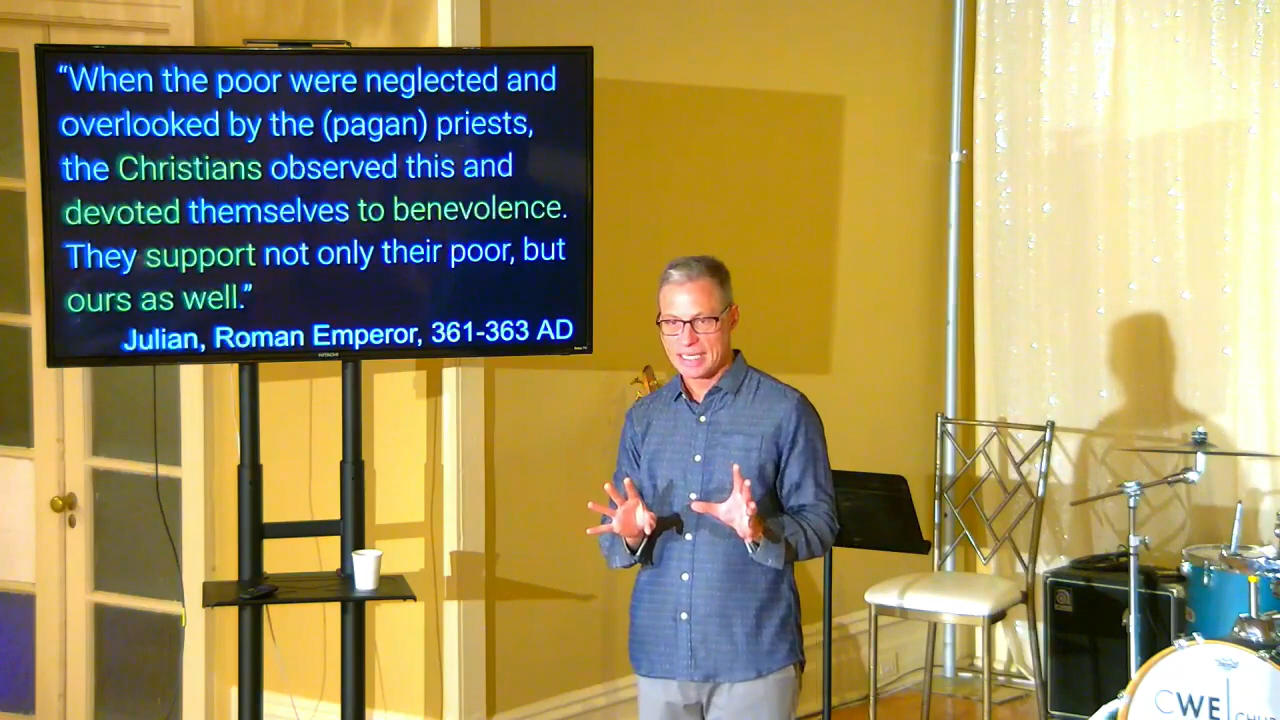 “When the poor were neglected and
overlooked by the (pagan) priests,
the Christians observed this and
devoted themselves to benevolence.
They support not only their poor, but
ours as well.”
Julian, Roman Emperor, 361-363 AD
HITACHI
CWE